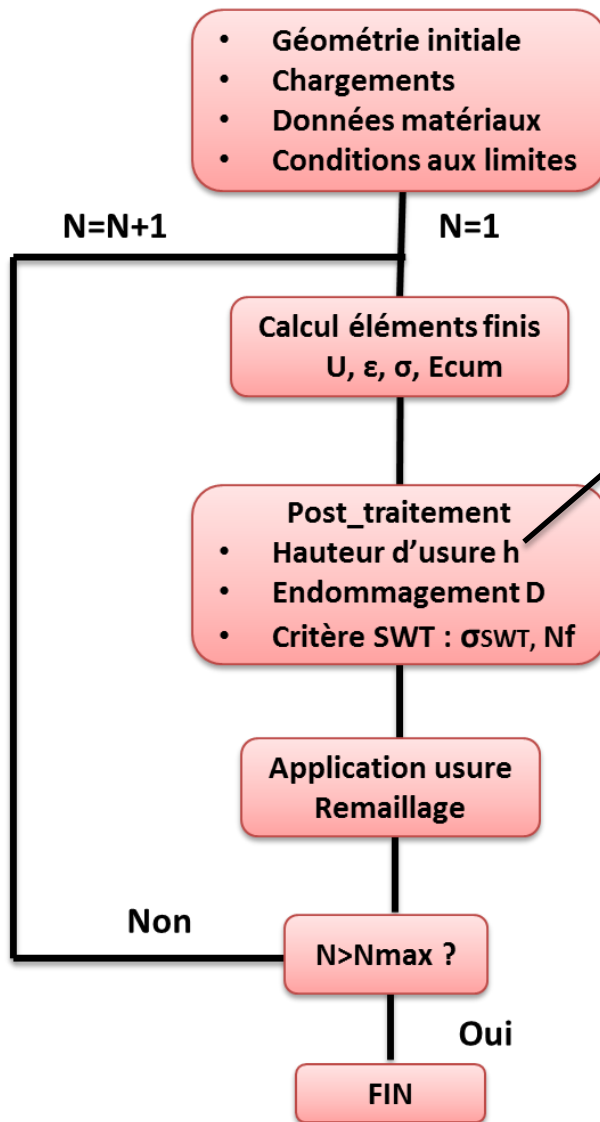 • Géométrie initiale
• Chargements
• Données matériaux
• Conditions aux limites
N=N+1
N=1
Calcul éléments finis
U, ε, σ, Ecum
Post_traitement
• Hauteur d’usure h
• Endommagement D
• Critère SWT : σSWT, Nf
Application usure
Remaillage
Non
N>Nmax ?
Oui
FIN